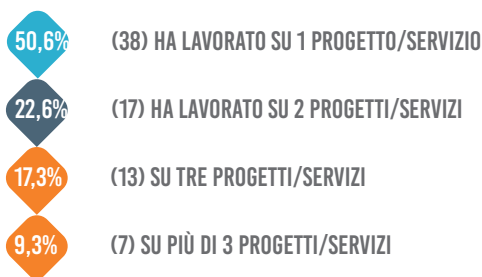 50,6% (38) HA LAVORATO SU 1 PROGETTO/SERVIZIO
22,6% (17) HA LAVORATO SU 2 PROGETTI/SERVIZI
17,3% (13) SU TRE PROGETTI/SERVIZI
9,3% (7) SU PIÙ DI 3 PROGETTI/SERVIZI